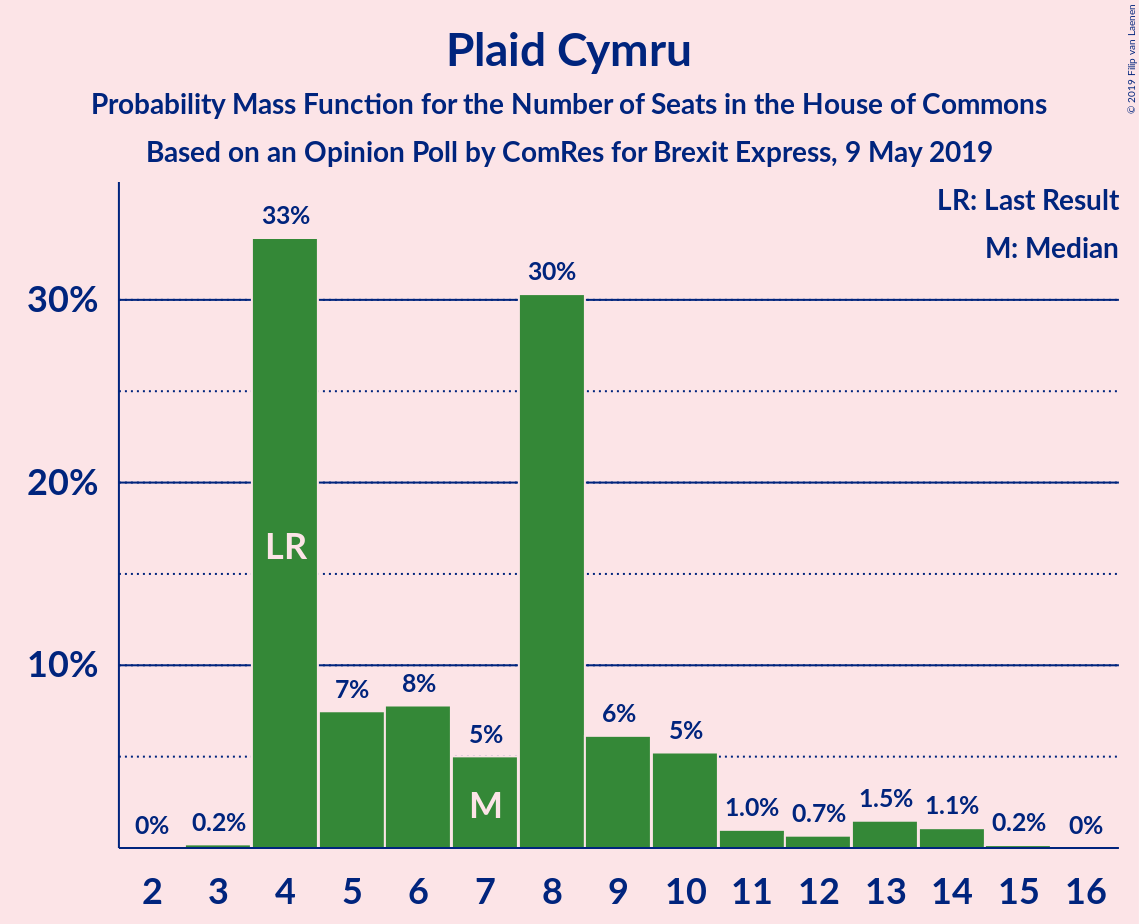 Plaid Cymru
Probability Mass Function for the Number of Seats in the House of Commons
Based on an Opinion Poll by ComRes for Brexit Express, 9 May 2019
© 2019 Filip van Laenen
LR: Last Result
M: Median
33%
30%
30%
20%
LR
10%
7%
8%
5%
M
6%
5%
0%
0.2%
1.0%
0.7%
1.5%
1.1%
0.2%
0%
2 3 4 5 6 7 8 9 10 11 12 13 14 15 16